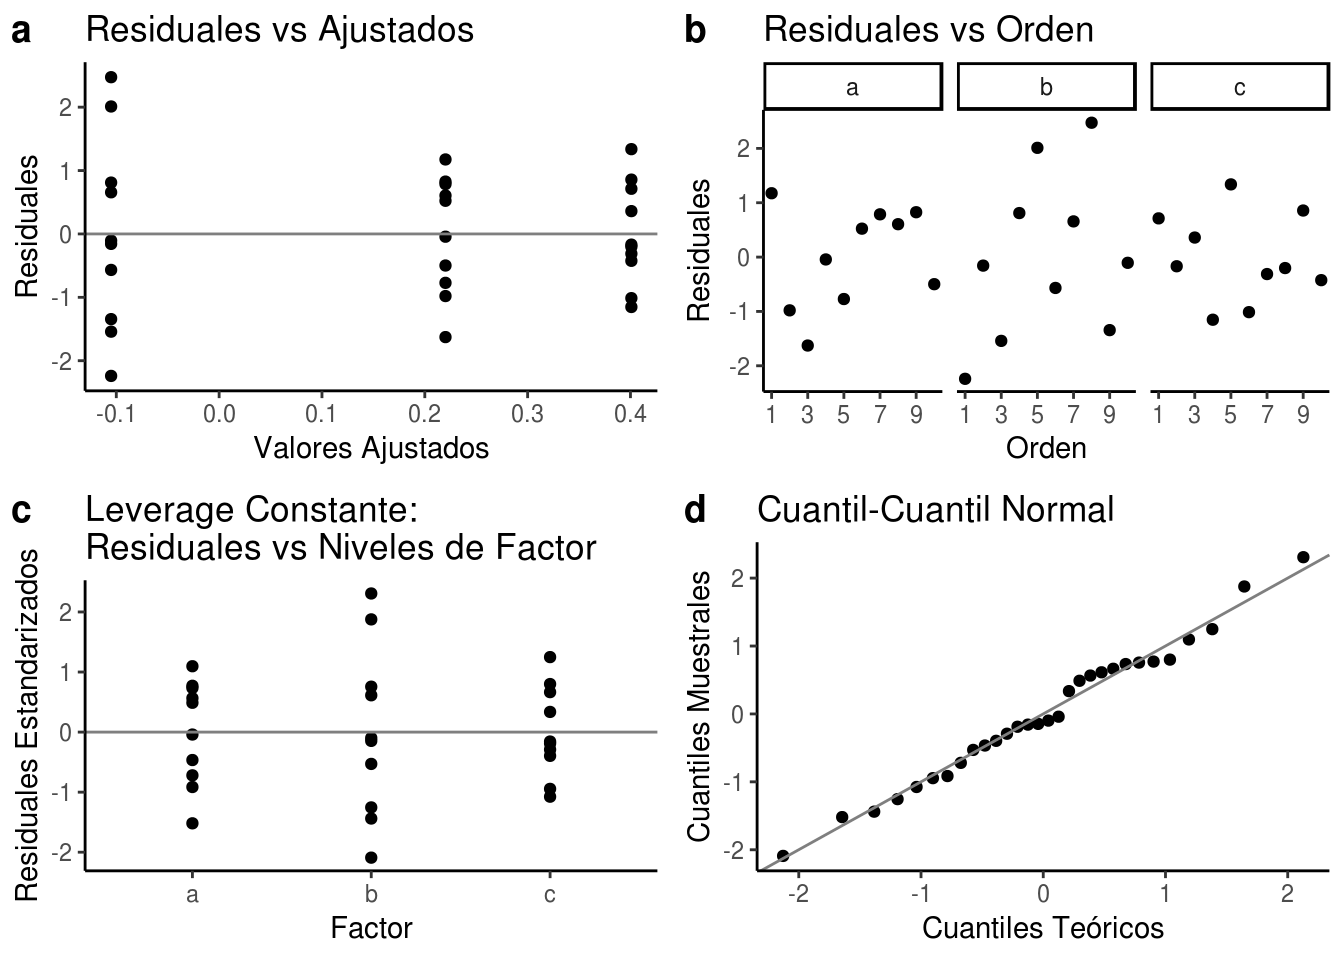 a Residuales vs Ajustados
Residuales
2
1
0
-1
-2
-0.1 0.0 0.1 0.2 0.3 0.4
Valores Ajustados
b Residuales vs Orden
a b c
Residuales
2
1
0
-1
-2
1 3 5 7 9 1 3 5 7 9 1 3 5 7 9
Orden
c Leverage Constante:
Residuales vs Niveles de Factor
Residuales Estandarizados
2
1
0
-1
-2
a b c
Factor
d Cuantil-Cuantil Normal
Cuantiles Muestrales
2
1
0
-1
-2
-2 -1 0 1 2
Cuantiles Teóricos